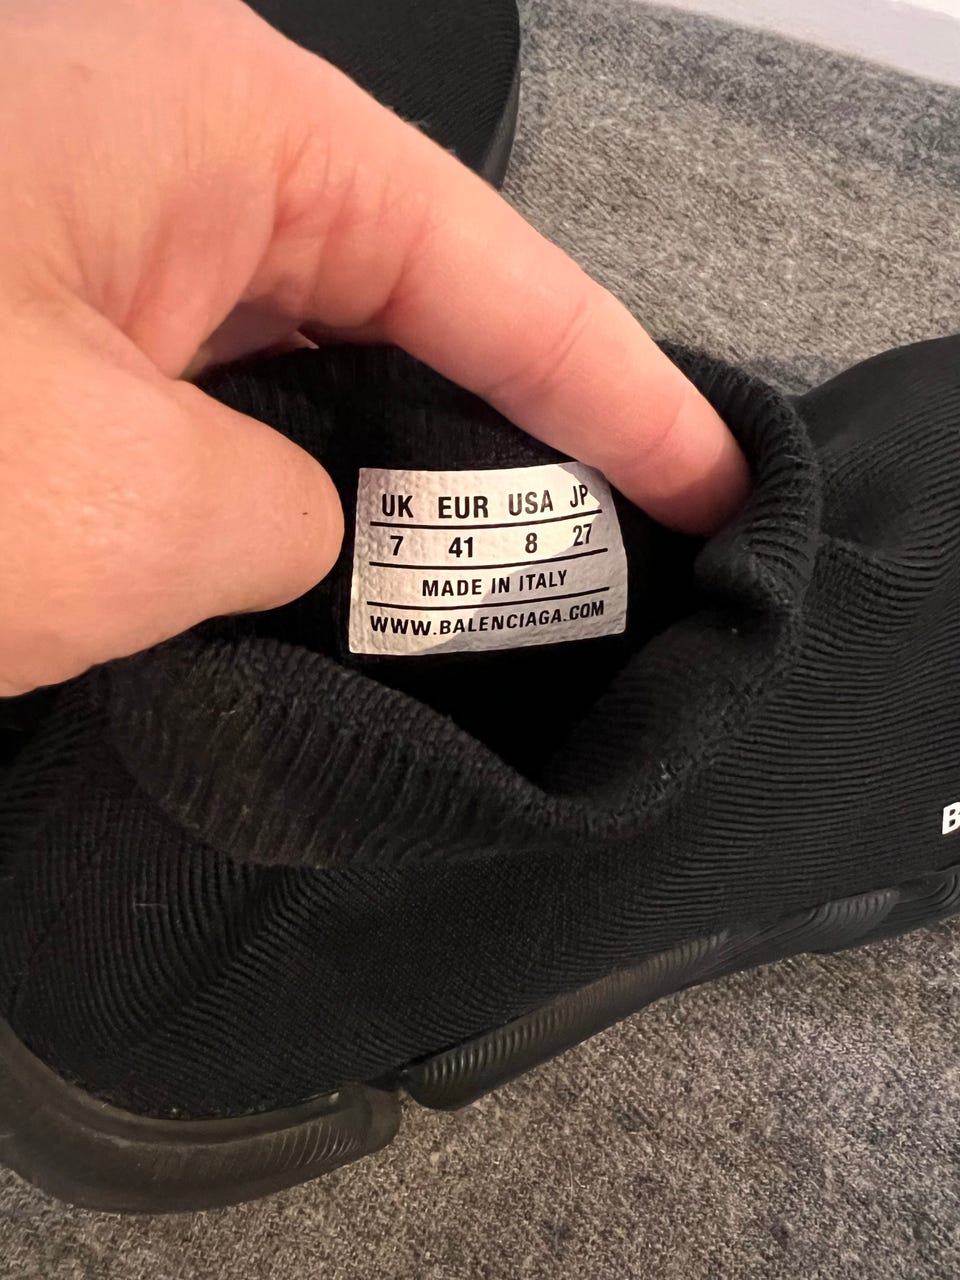 UK EUR USA JP
7 41 8 27
MADE IN ITALY
WWW.BALENCIAGA.COM
B